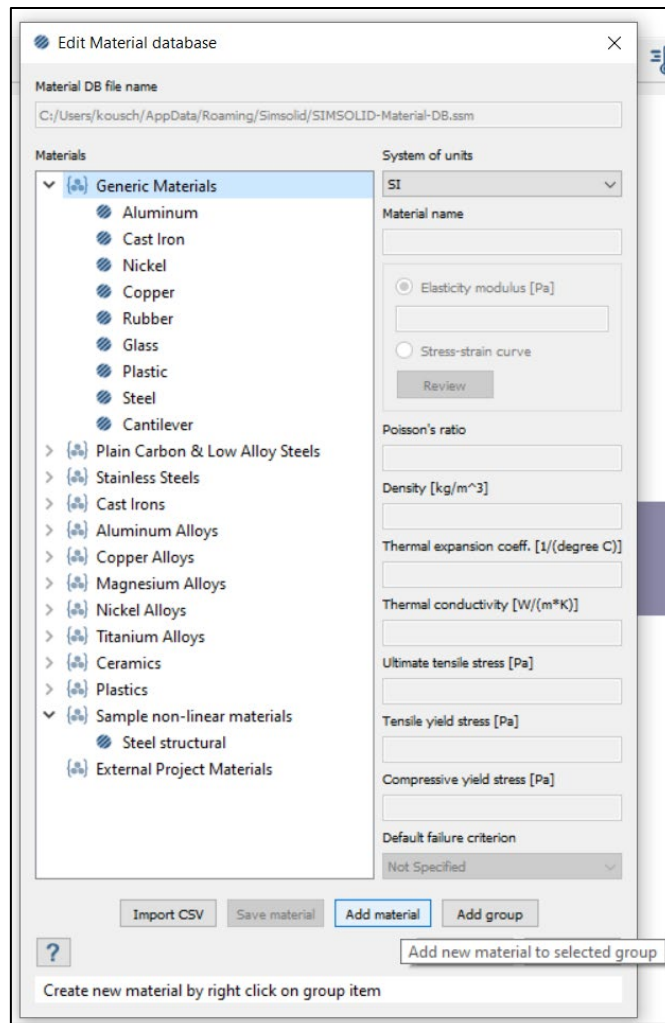 Edit Material database
Material DB file name
C:/Users/kousch/AppData/Roaming/Simsolid/SIMSOLID-Material-DB.ssm
Materials
Generic Materials
Aluminum
Cast Iron
Nickel
Copper
Rubber
Glass
Plastic
Steel
Cantilever
Plain Carbon & Low Alloy Steels
Stainless Steels
Cast Irons
Aluminum Alloys
Copper Alloys
Magnesium Alloys
Nickel Alloys
Titanium Alloys
Ceramics
Plastics
Sample non-linear materials
Steel structural
External Project Materials
System of units
SI
Material name
Elasticity modulus [Pa]
Stress-strain curve
Review
Poisson's ratio
Density [kg/m^3]
Thermal expansion coeff. [1/(degree C)]
Thermal conductivity [W/(m*K)]
Ultimate tensile stress [Pa]
Tensile yield stress [Pa]
Compressive yield stress [Pa]
Default failure criterion
Not Specified
Import CSV Save material Add material Add group
?
Add new material to selected group
Create new material by right click on group item